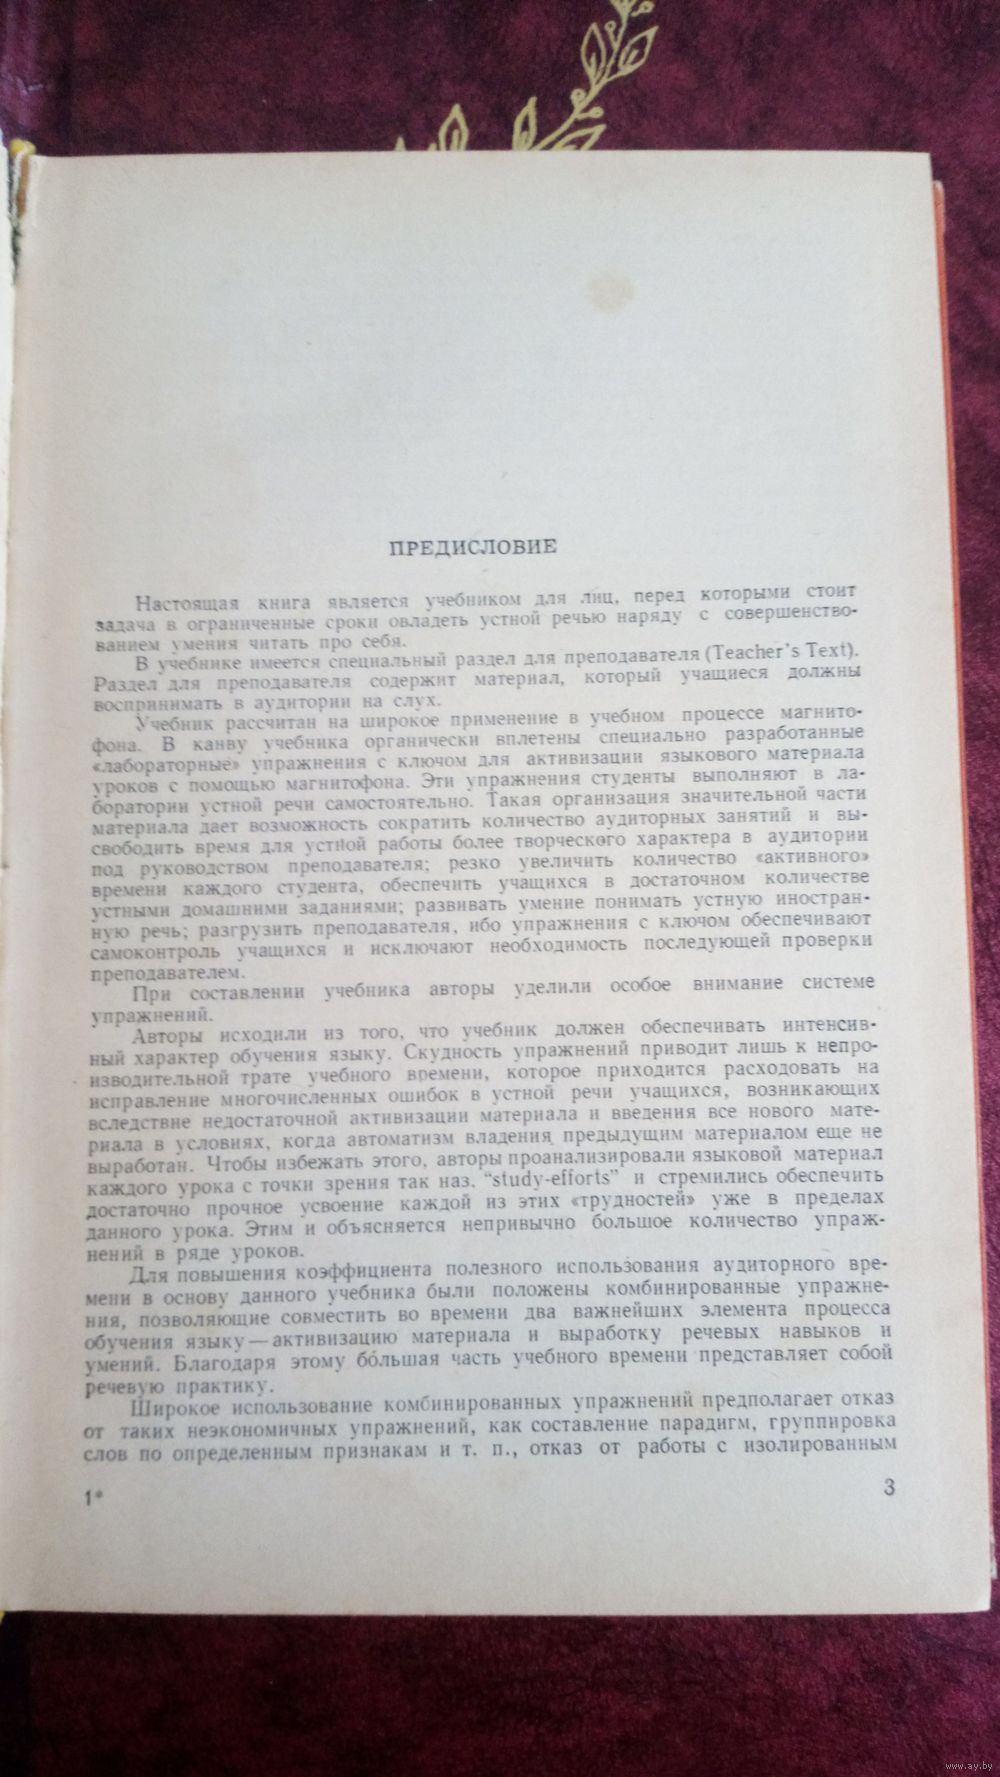 ПРЕДИСЛОВИЕ
Настоящая книга является учебником для лиц, перед которыми стоит
задача в ограниченные сроки овладеть устной речью наряду с совершенство-
ванием умения читать про себя.
В учебнике имеется специальный раздел для преподавателя (Teacher's Text).
Раздел для преподавателя содержит материал, который учащиеся должны
воспринимать в аудитории на слух.
Учебник рассчитан на широкое применение в учебном процессе магнито-
фона. В канву учебника органически вплетены специально разработанные
«лабораторные» упражнения с ключом для активизации языкового материала
уроков с помощью магнитофона. Эти упражнения студенты выполняют в ла-
боратории устной речи самостоятельно. Такая организация значительной части
материала дает возможность сократить количество аудиторных занятий и вы-
свободить время для устной работы более творческого характера в аудитории
под руководством преподавателя; резко увеличить количество «активного»
времени каждого студента, обеспечить учащихся в достаточном количестве
устными домашними заданиями; развивать умение понимать устную иностран-
ную речь; разгрузить преподавателя, ибо упражнения с ключом обеспечивают
самоконтроль учащихся и исключают необходимость последующей проверки
преподавателем.
При составлении учебника авторы уделили особое внимание системе
упражнений.
Авторы исходили из того, что учебник должен обеспечивать интенсив-
ный характер обучения языку. Скудность упражнений приводит лишь к непро-
изводительной трате учебного времени, которое приходится расходовать на
исправление многочисленных ошибок в устной речи учащихся, возникающих
вследствие недостаточной активизации материала и введения все нового мате-
риала в условиях, когда автоматизм владения предыдущим материалом еще не
выработан. Чтобы избежать этого, авторы проанализировали языковой материал
каждого урока с точки зрения так наз. “study-efforts” и стремились обеспечить
достаточно прочное усвоение каждой из этих «трудностей» уже в пределах
данного урока. Этим и объясняется непривычно большое количество упраж-
нений в ряде уроков.
Для повышения коэффициента полезного использования аудиторного вре-
мени в основу данного учебника были положены комбинированные упражне-
ния, позволяющие совместить во времени два важнейших элемента процесса
обучения языку — активизацию материала и выработку речевых навыков и
умений. Благодаря этому бо́льшая часть учебного времени представляет собой
речевую практику.
Широкое использование комбинированных упражнений предполагает отказ
от таких неэкономичных упражнений, как составление парадигм, группировка
слов по определенным признакам и т. п., отказ от работы с изолированным
1* 3
www.ay.by